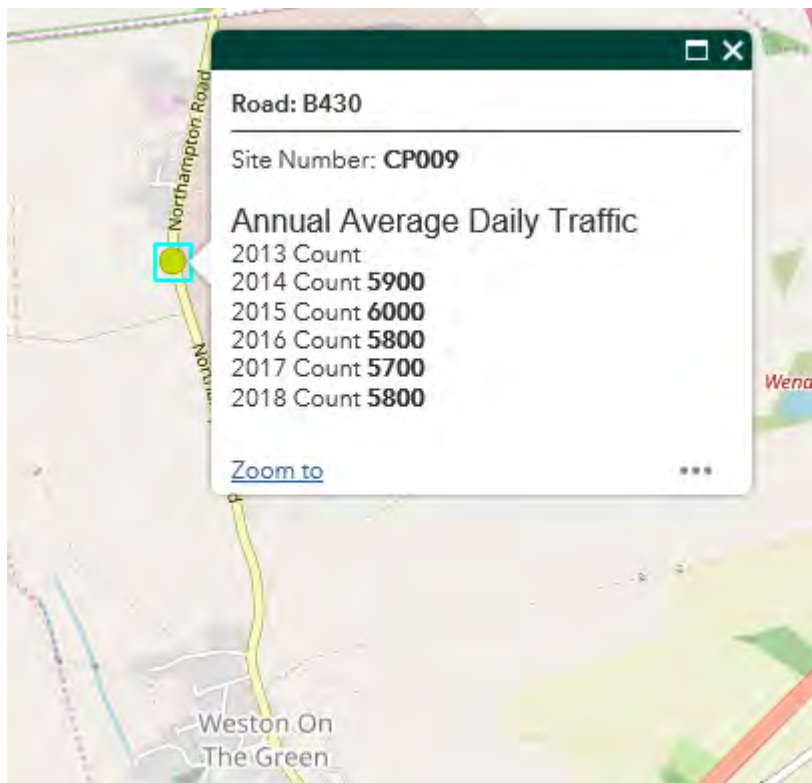 Northampton Road
Road: B430
Site Number: CP009
Annual Average Daily Traffic
2013 Count
2014 Count 5900
2015 Count 6000
2016 Count 5800
2017 Count 5700
2018 Count 5800
Zoom to
Weston On
The Green